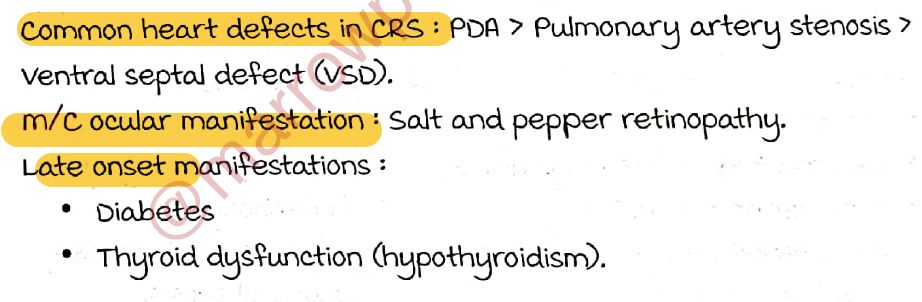 Common heart defects in CRS : PDA > Pulmonary artery stenosis >
Ventral septal defect (VSD).
m/c ocular manifestation : Salt and pepper retinopathy.
Late onset manifestations :
• Diabetes
• Thyroid dysfunction (hypothyroidism).